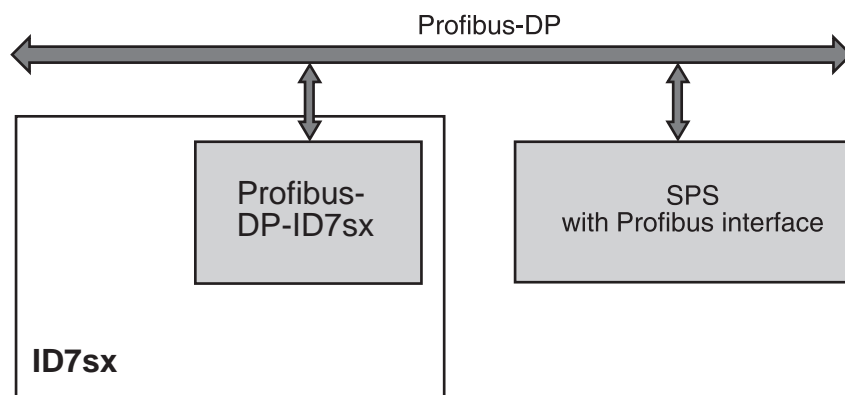 Profibus-DP
Profibus-
DP-ID7sx
SPS
with Profibus interface
ID7sx